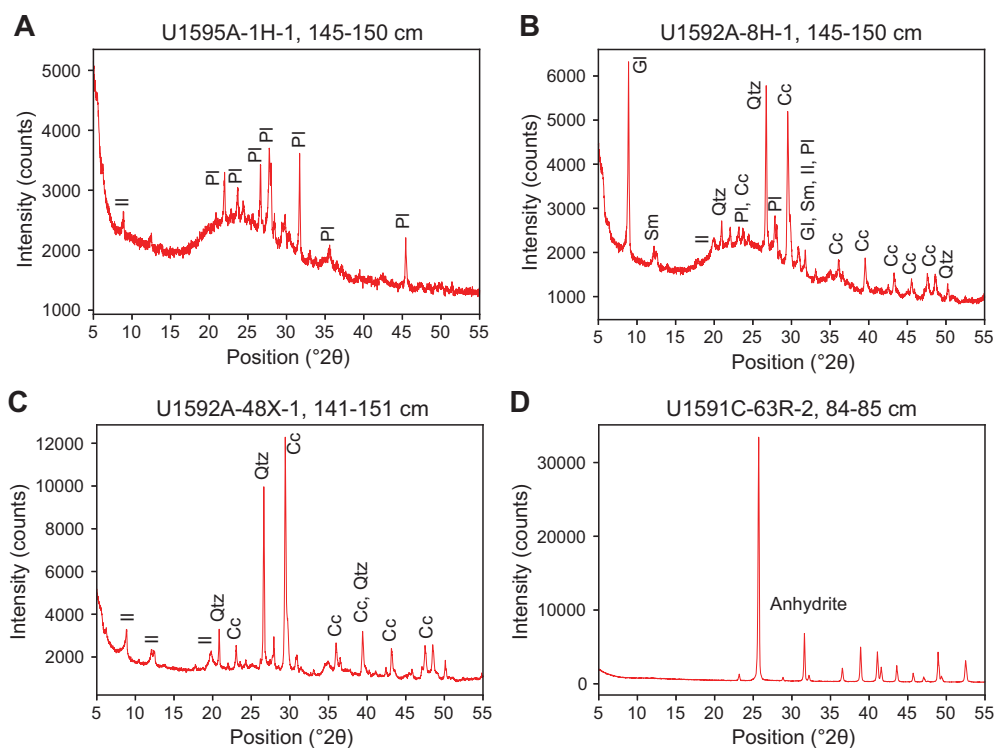 A
U1595A-1H-1, 145-150 cm
Intensity (counts)
5000
4000
3000
2000
1000
Il
Pl
Pl
Pl
Pl
Pl
Pl
Pl
5 10 15 20 25 30 35 40 45 50 55
Position (°2θ)
B
U1592A-8H-1, 145-150 cm
Intensity (counts)
6000
5000
4000
3000
2000
1000
Gl
Sm
Il
Qtz
Pl, Cc
Qtz
Pl
Cc
Gl, Sm, Il, Pl
Cc
Cc
Cc
Cc
Cc
Qtz
5 10 15 20 25 30 35 40 45 50 55
Position (°2θ)
C
U1592A-48X-1, 141-151 cm
Intensity (counts)
12000
10000
8000
6000
4000
2000
Il
Il
Il
Qtz
Cc
Qtz
Cc
Cc
Cc, Qtz
Cc
Cc
5 10 15 20 25 30 35 40 45 50 55
Position (°2θ)
D
U1591C-63R-2, 84-85 cm
Intensity (counts)
30000
20000
10000
0
Anhydrite
5 10 15 20 25 30 35 40 45 50 55
Position (°2θ)